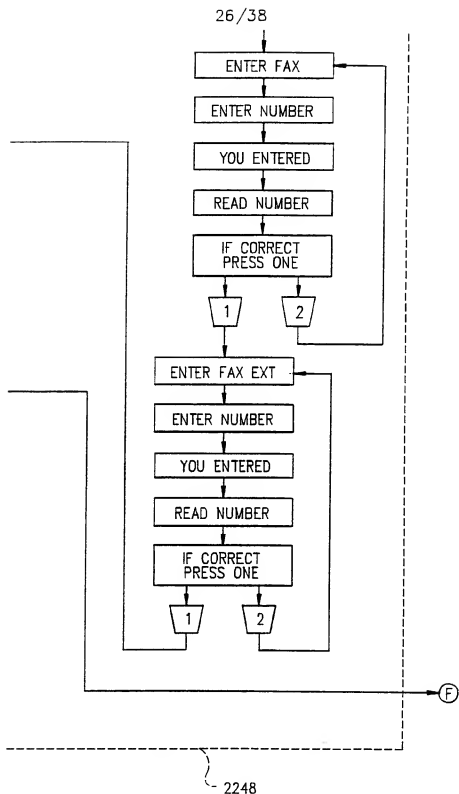 26/38
ENTER FAX
ENTER NUMBER
YOU ENTERED
READ NUMBER
IF CORRECT
PRESS ONE
1
2
ENTER FAX EXT
ENTER NUMBER
YOU ENTERED
READ NUMBER
IF CORRECT
PRESS ONE
1
2
F
2248